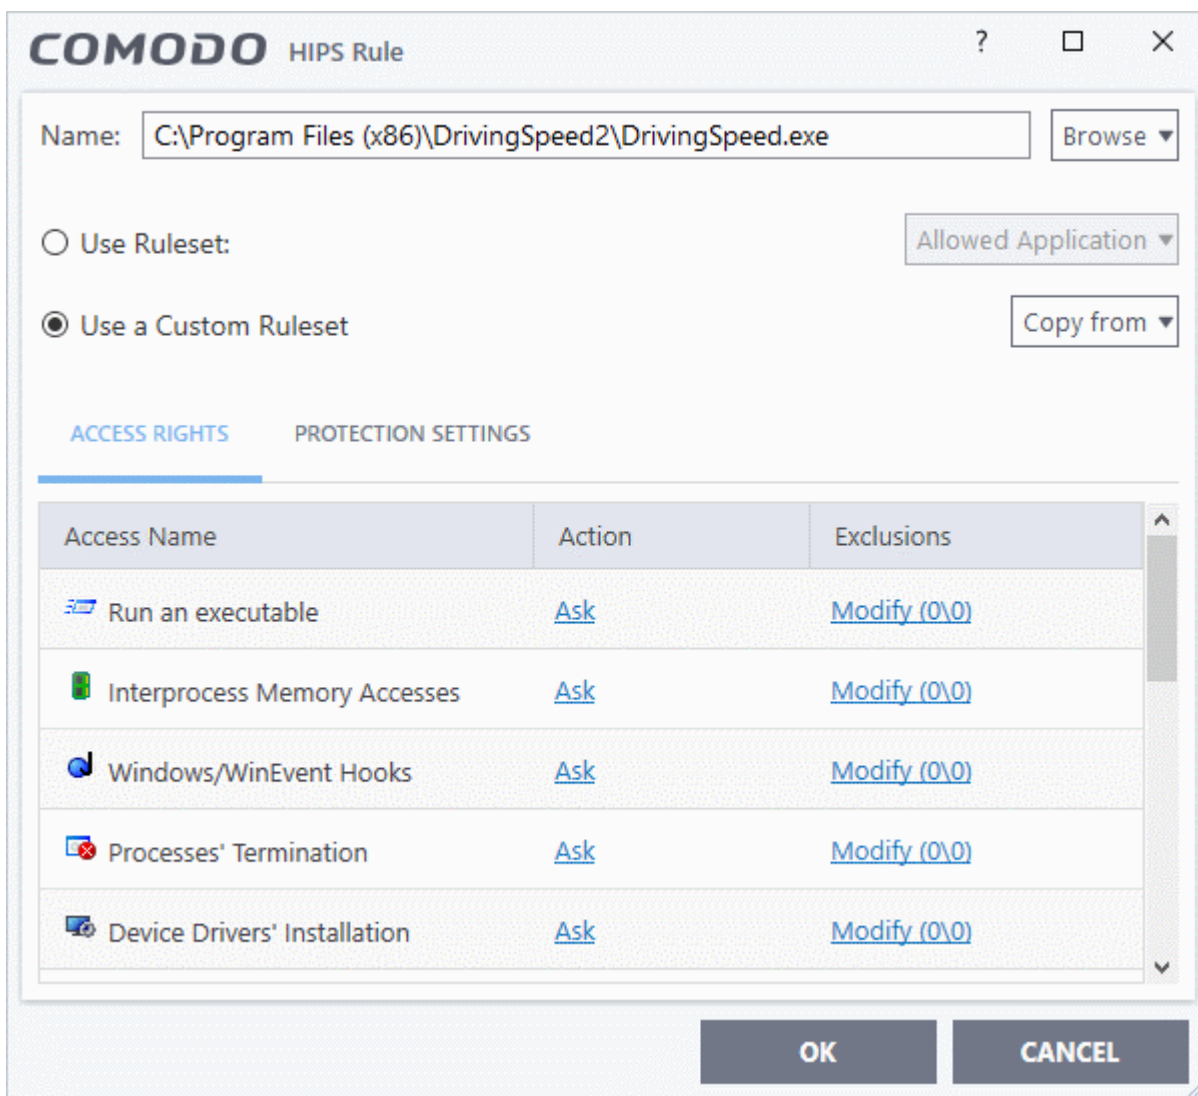 COMODO HIPS Rule ?
Name: C:\Program Files (x86)\DrivingSpeed2\DrivingSpeed.exe Browse
Use Ruleset: Allowed Application
Use a Custom Ruleset Copy from
ACCESS RIGHTS PROTECTION SETTINGS
Access Name Action Exclusions
Run an executable Ask Modify (0\0)
Interprocess Memory Accesses Ask Modify (0\0)
Windows/WinEvent Hooks Ask Modify (0\0)
Processes' Termination Ask Modify (0\0)
Device Drivers' Installation Ask Modify (0\0)
OK CANCEL